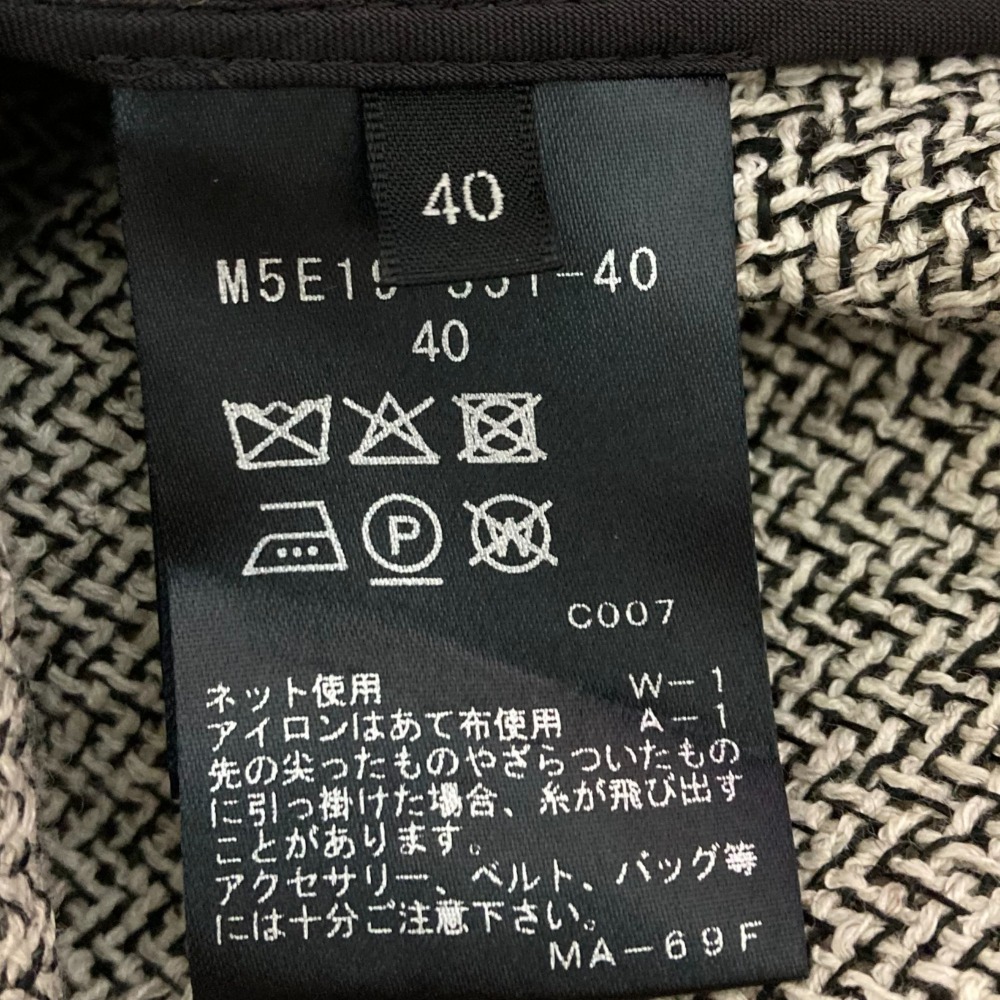 40
-40
40
P
W
C007
ネット使用 W-1
アイロンはあて布使用 A-1
先の尖ったものやざらついたもの
に引っ掛けた場合、糸が飛び出す
ことがあります。
アクセサリー、ベルト、バッグ等
には十分ご注意下さい。
MA-69F